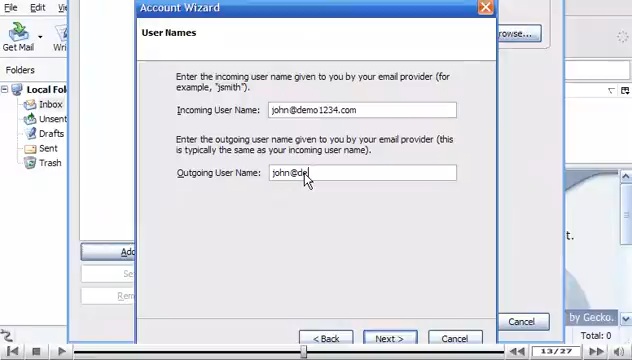 File Edit
Account Wizard
User Names
Get Mail
Folders
Local Fol
Inbox
Unsent
Drafts
Sent
Trash
Enter the incoming user name given to you by your email provider (for
example, "jsmith").
Incoming User Name: john@demo1234.com
Enter the outgoing user name given to you by your email provider (this
is typically the same as your incoming user name).
Outgoing User Name: john@de
rowse...
t.
by Gecko.
Add
Rem
< Back Next > Cancel
Cancel
Total: 0
13/27